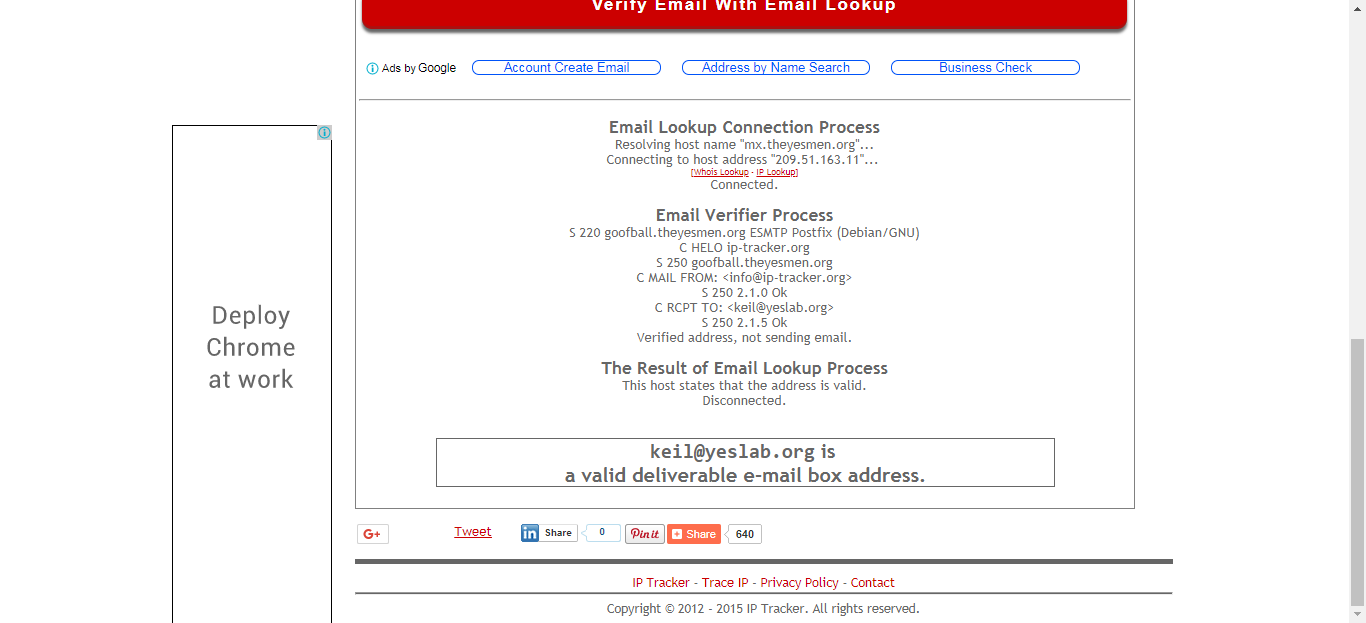 Verify Email With Email Lookup
Ads by Google Account Create Email Address by Name Search Business Check
Email Lookup Connection Process
Resolving host name "mx.theyesmen.org"...
Connecting to host address "209.51.163.11"...
[Whois Lookup - IP Lookup]
Connected.
Email Verifier Process
S 220 goofball.theyesmen.org ESMTP Postfix (Debian/GNU)
C HELO ip-tracker.org
S 250 goofball.theyesmen.org
C MAIL FROM: <info@ip-tracker.org>
S 250 2.1.0 Ok
C RCPT TO: <keil@yeslab.org>
S 250 2.1.5 Ok
Verified address, not sending email.
The Result of Email Lookup Process
This host states that the address is valid.
Disconnected.
keil@yeslab.org is
a valid deliverable e-mail box address.
Deploy
Chrome
at work
G+ Tweet in Share 0 Pin it Share 640
IP Tracker - Trace IP - Privacy Policy - Contact
Copyright © 2012 - 2015 IP Tracker. All rights reserved.